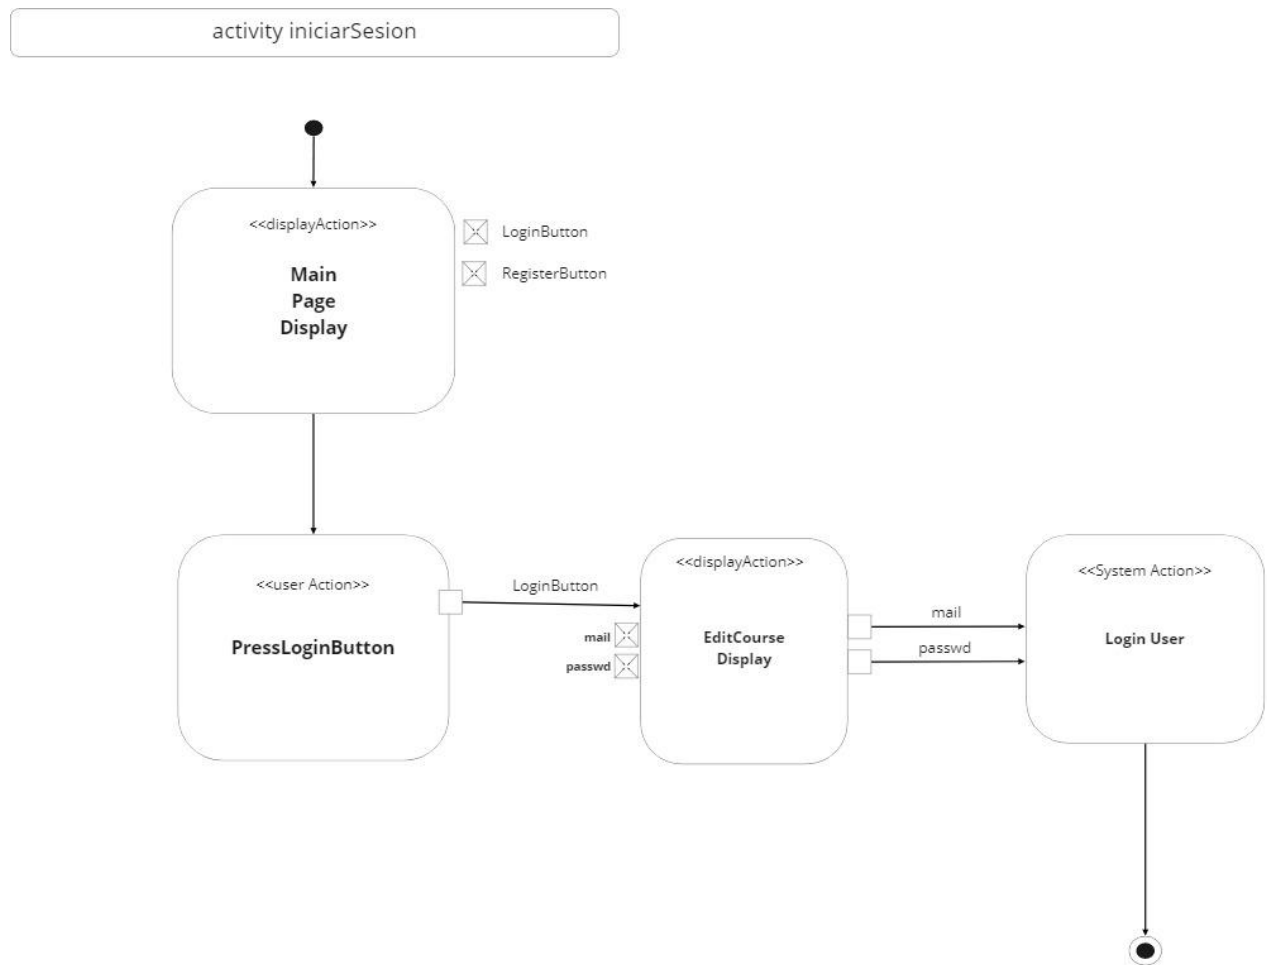 activity iniciarSesion
<<displayAction>>
Main
Page
Display
LoginButton
RegisterButton
<<user Action>>
PressLoginButton
LoginButton
mail
passwd
<<displayAction>>
EditCourse
Display
mail
passwd
<<System Action>>
Login User